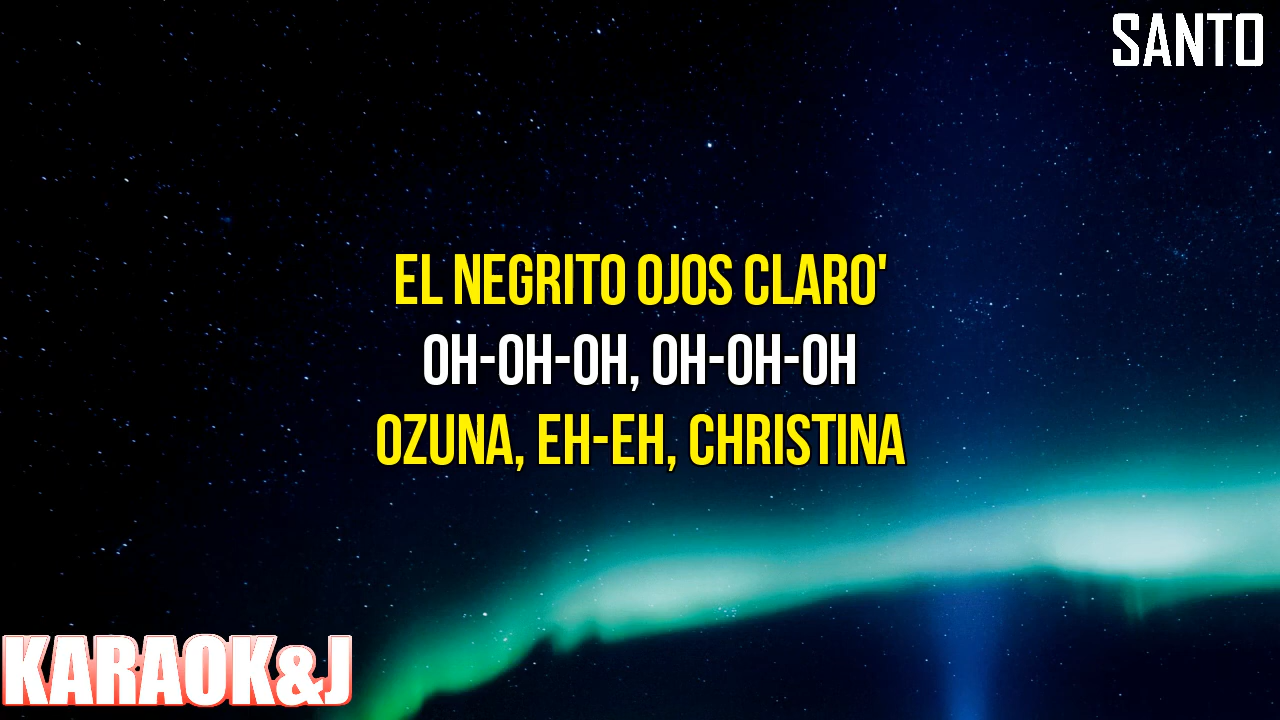 SANTO
EL NEGRITO OJOS CLARO'
OH-OH-OH, OH-OH-OH
OZUNA, EH-EH, CHRISTINA
KARAOK&J